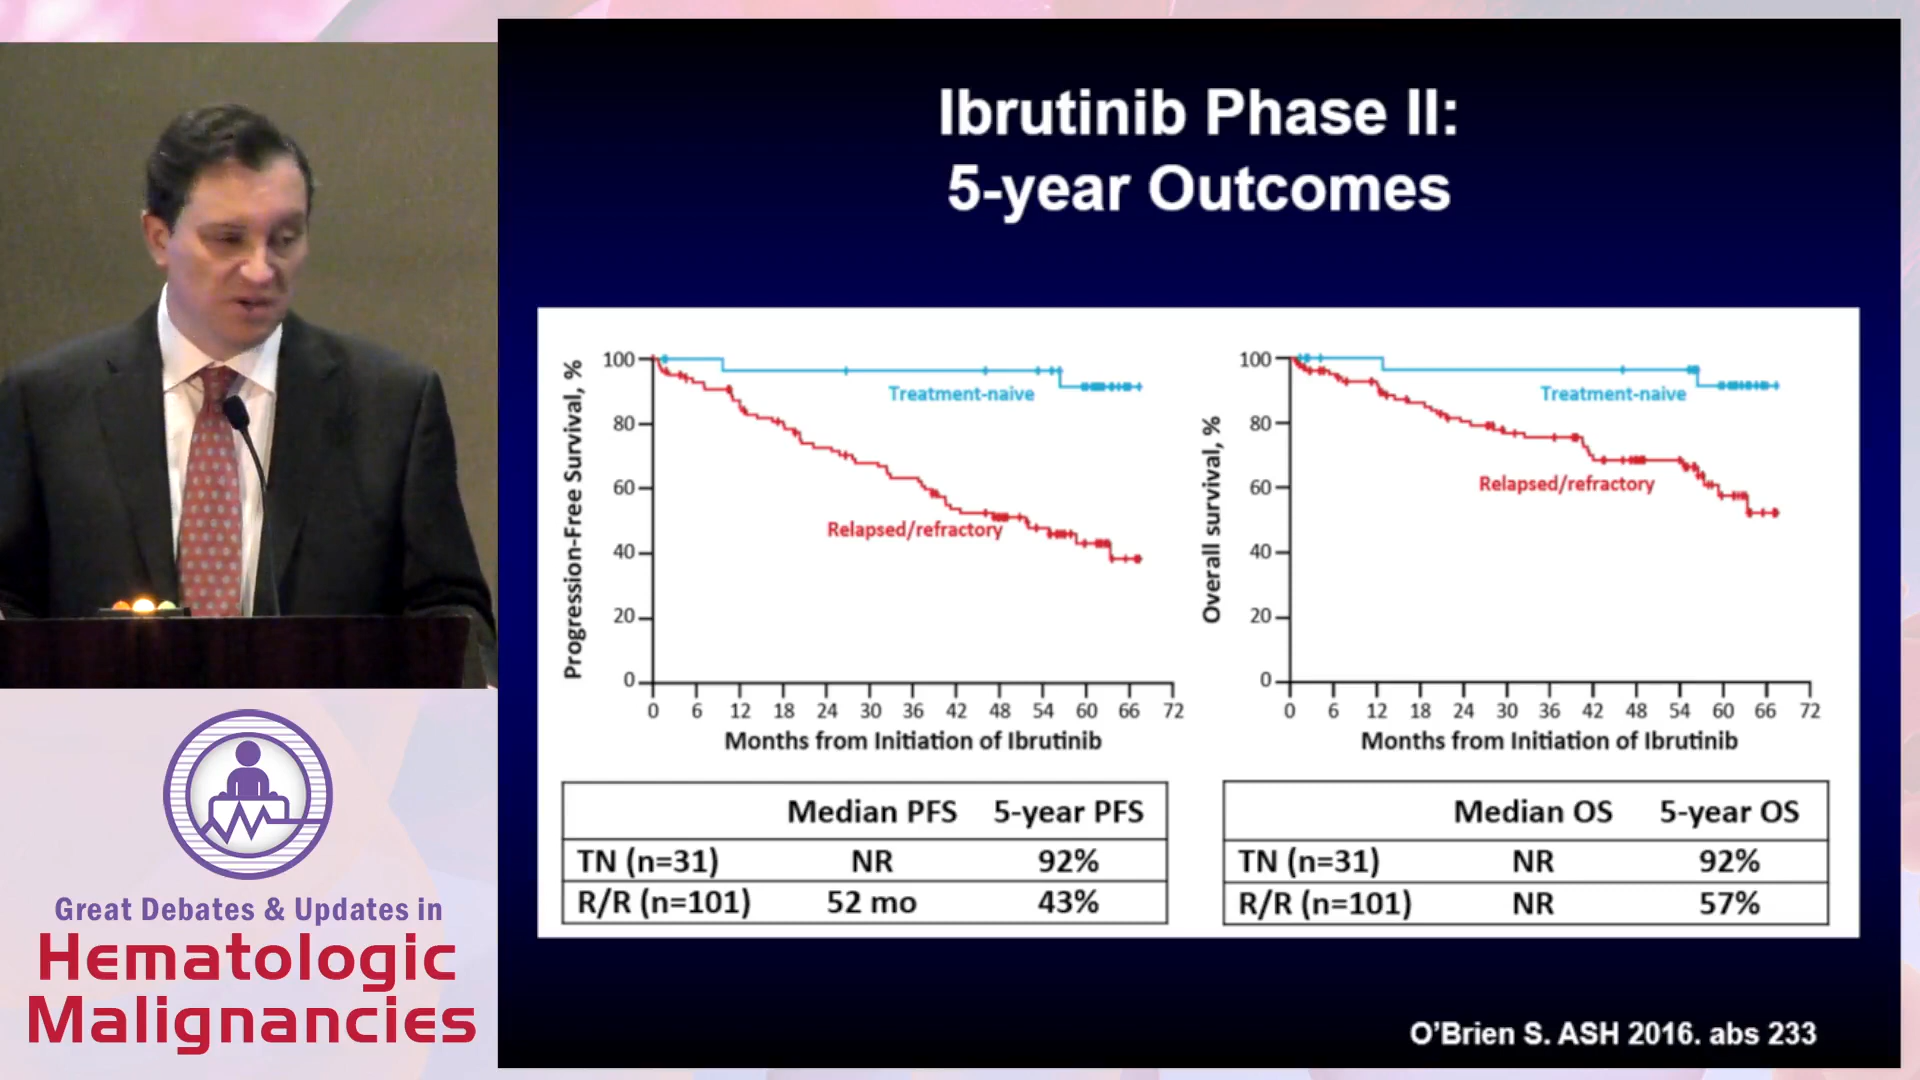 Ibrutinib Phase II:
5-year Outcomes
Progression-Free Survival, %
100
80
60
40
20
0
Treatment-naive
Relapsed/refractory
0 6 12 18 24 30 36 42 48 54 60 66 72
Months from Initiation of Ibrutinib
Overall survival, %
100
80
60
40
20
0
Treatment-naive
Relapsed/refractory
0 6 12 18 24 30 36 42 48 54 60 66 72
Months from Initiation of Ibrutinib
Median PFS 5-year PFS
TN (n=31) NR 92%
R/R (n=101) 52 mo 43%
Median OS 5-year OS
TN (n=31) NR 92%
R/R (n=101) NR 57%
O'Brien S. ASH 2016. abs 233
Great Debates & Updates in
Hematologic
Malignancies